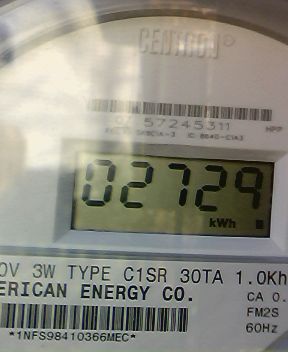 CENTRON®
57245311
HPP
02729
kWh
0V 3W TYPE C1SR 30TA 1.0Kh
ERICAN ENERGY CO.
CA 0.
FM2S
*1NFS98410366MEC*
60Hz